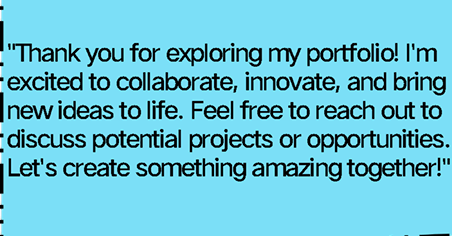 "Thank you for exploring my portfolio! I'm
excited to collaborate, innovate, and bring
new ideas to life. Feel free to reach out to
discuss potential projects or opportunities.
Let's create something amazing together!"